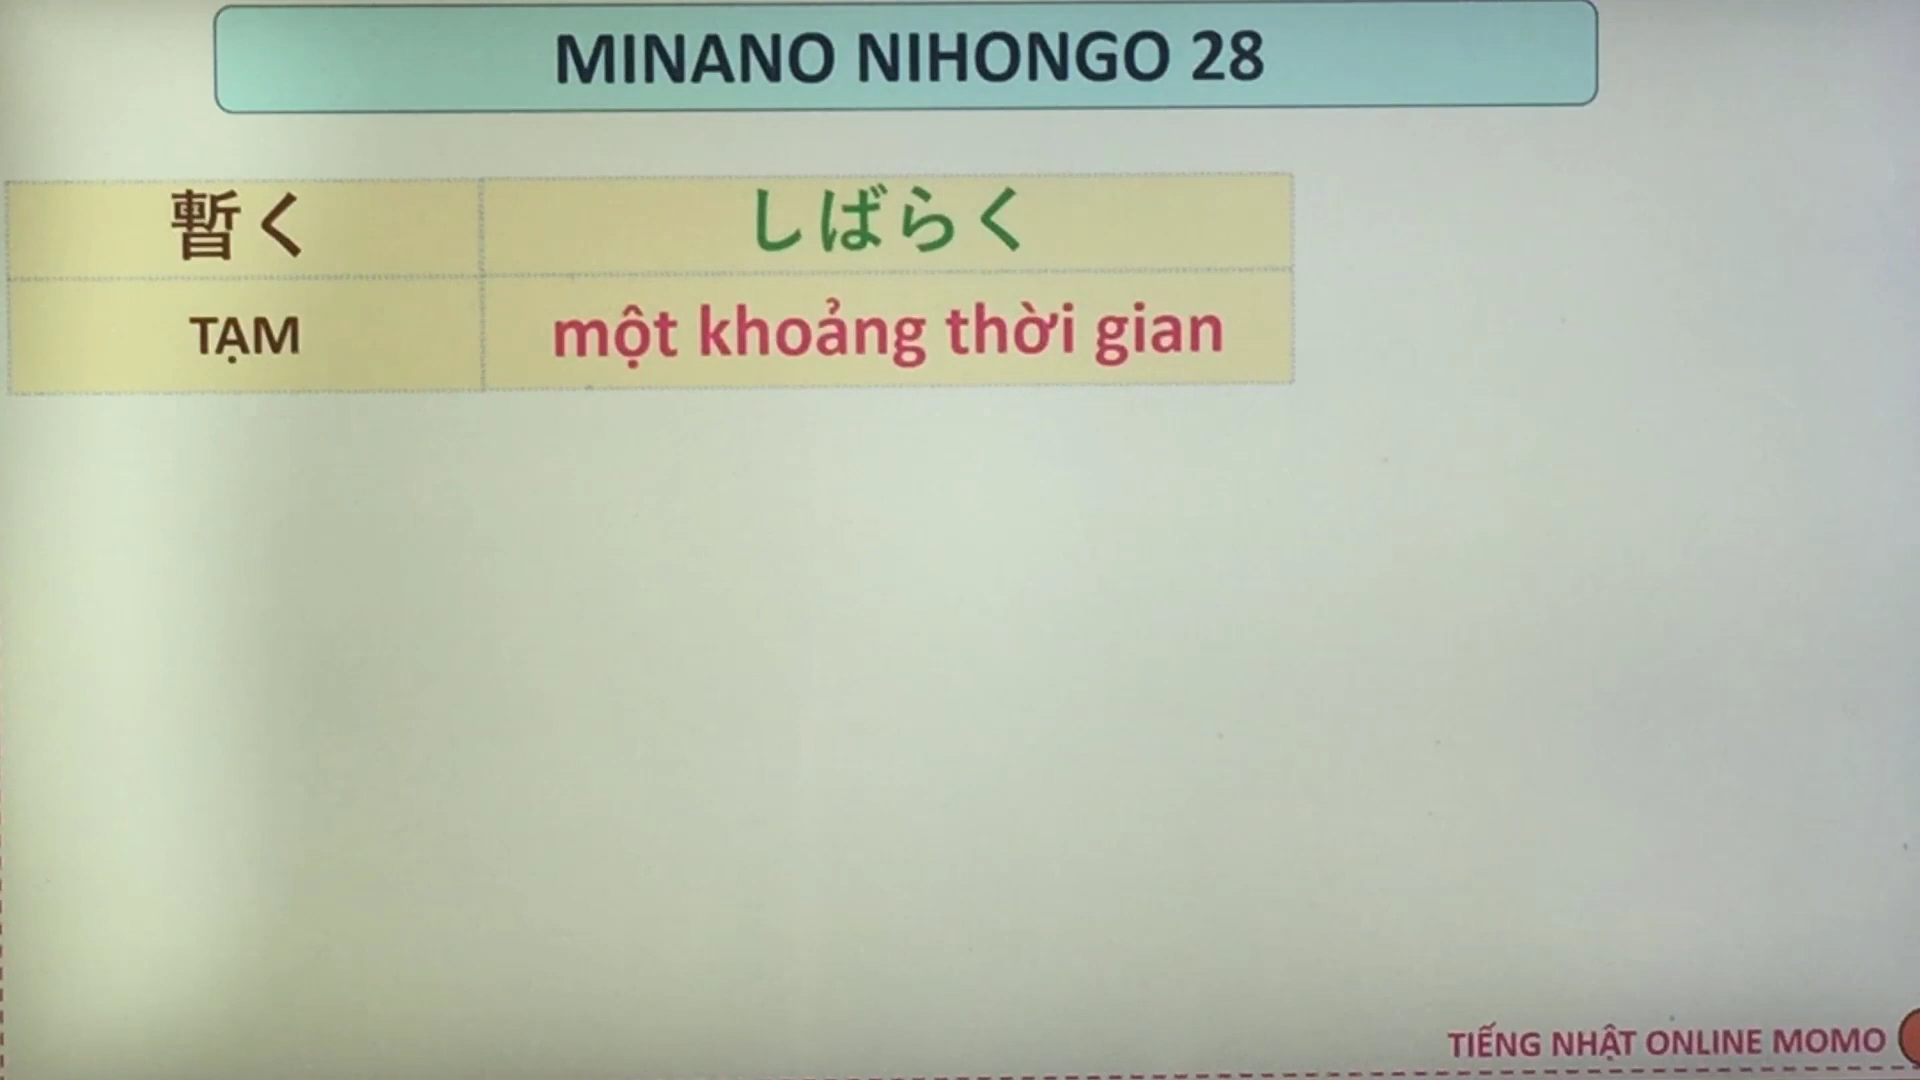 MINANO NIHONGO 28
暫く
しばらく
TẠM
một khoảng thời gian
TIẾNG NHẬT ONLINE MOMO